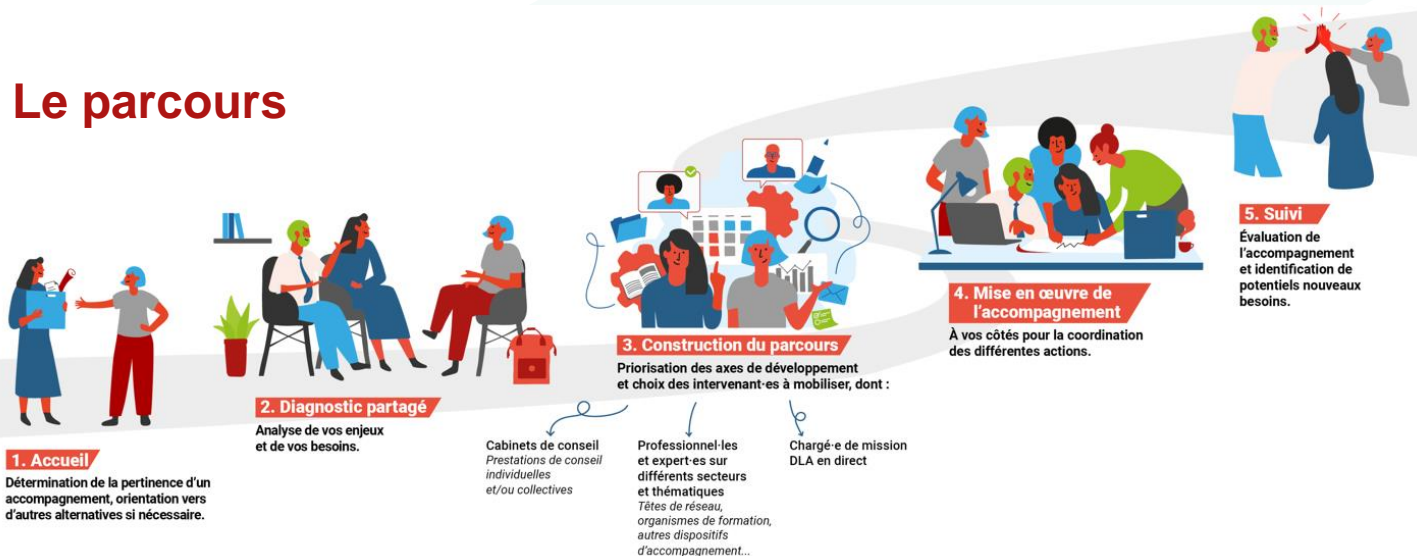 Le parcours
1. Accueil
Détermination de la pertinence d'un
accompagnement, orientation vers
d'autres alternatives si nécessaire.
2. Diagnostic partagé
Analyse de vos enjeux
et de vos besoins.
3. Construction du parcours
Priorisation des axes de développement
et choix des intervenant·es à mobiliser, dont :
Cabinets de conseil
Prestations de conseil
individuelles
et/ou collectives
Professionnel·les
et expert·es sur
différents secteurs
et thématiques
Têtes de réseau,
organismes de formation,
autres dispositifs
d'accompagnement...
Chargé·e de mission
DLA en direct
4. Mise en œuvre de
l'accompagnement
À vos côtés pour la coordination
des différentes actions.
5. Suivi
Évaluation de
l'accompagnement
et identification de
potentiels nouveaux
besoins.